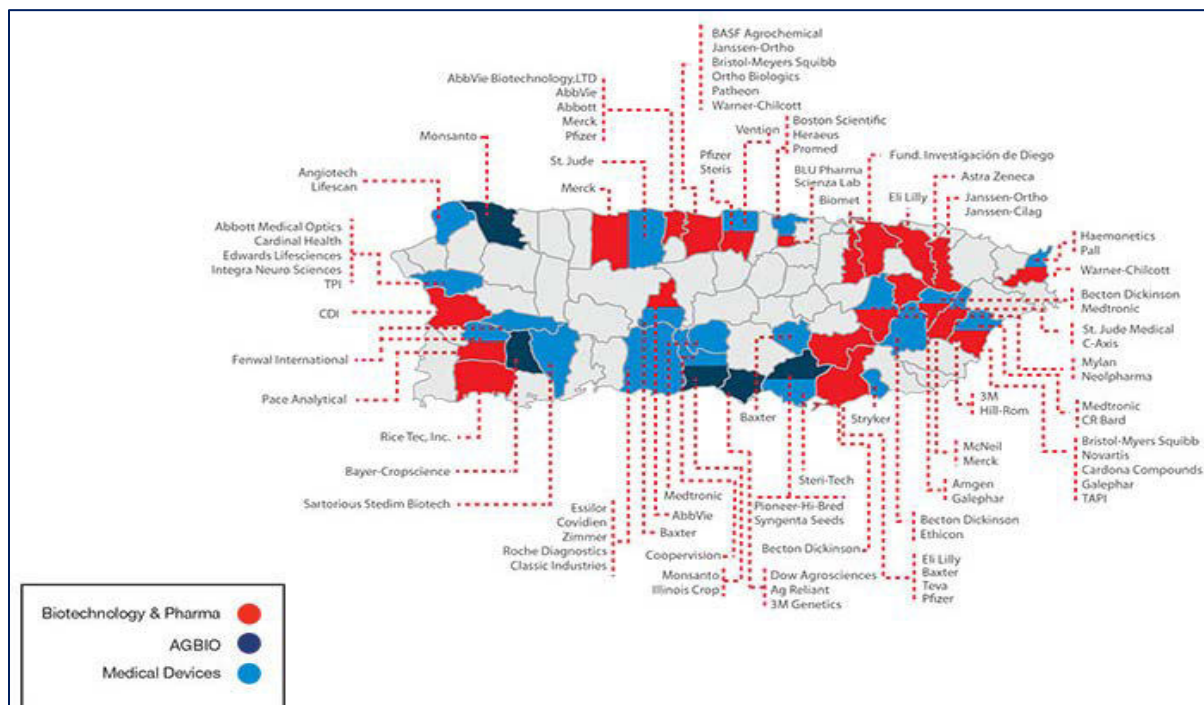 BASF Agrochemical
Janssen-Ortho
Bristol-Meyers Squibb
Ortho Biologics
Patheon
Warner-Chilcott
AbbVie Biotechnology,LTD
AbbVie
Abbott
Merck
Pfizer
Monsanto
St. Jude
Merck
Pfizer
Steris
Vention
Boston Scientific
Heraeus
Promed
BLU Pharma
Scienza Lab
Biomet
Fund. Investigación de Diego
Eli Lilly
Astra Zeneca
Janssen-Ortho
Janssen-Cilag
Angiotech
Lifescan
Abbott Medical Optics
Cardinal Health
Edwards Lifesciences
Integra Neuro Sciences
TPI
CDI
Fenwal International
Pace Analytical
Rice Tec, Inc.
Bayer-Cropscience
Sartorious Stedim Biotech
Haemonetics
Pall
Warner-Chilcott
Becton Dickinson
Medtronic
St. Jude Medical
C-Axis
Mylan
Neolpharma
3M
Hill-Rom
Medtronic
CR Bard
McNeil
Merck
Bristol-Myers Squibb
Novartis
Cardona Compounds
Galephar
TAPI
Amgen
Galephar
Becton Dickinson
Ethicon
Eli Lilly
Baxter
Teva
Pfizer
Baxter
Stryker
Steri-Tech
Pioneer-Hi-Bred
Syngenta Seeds
Becton Dickinson
Essilor
Covidien
Zimmer
Roche Diagnostics
Classic Industries
Medtronic
AbbVie
Baxter
Coopervision
Monsanto
Illinois Crop
Dow Agrosciences
Ag Reliant
3M Genetics
Biotechnology & Pharma
AGBIO
Medical Devices